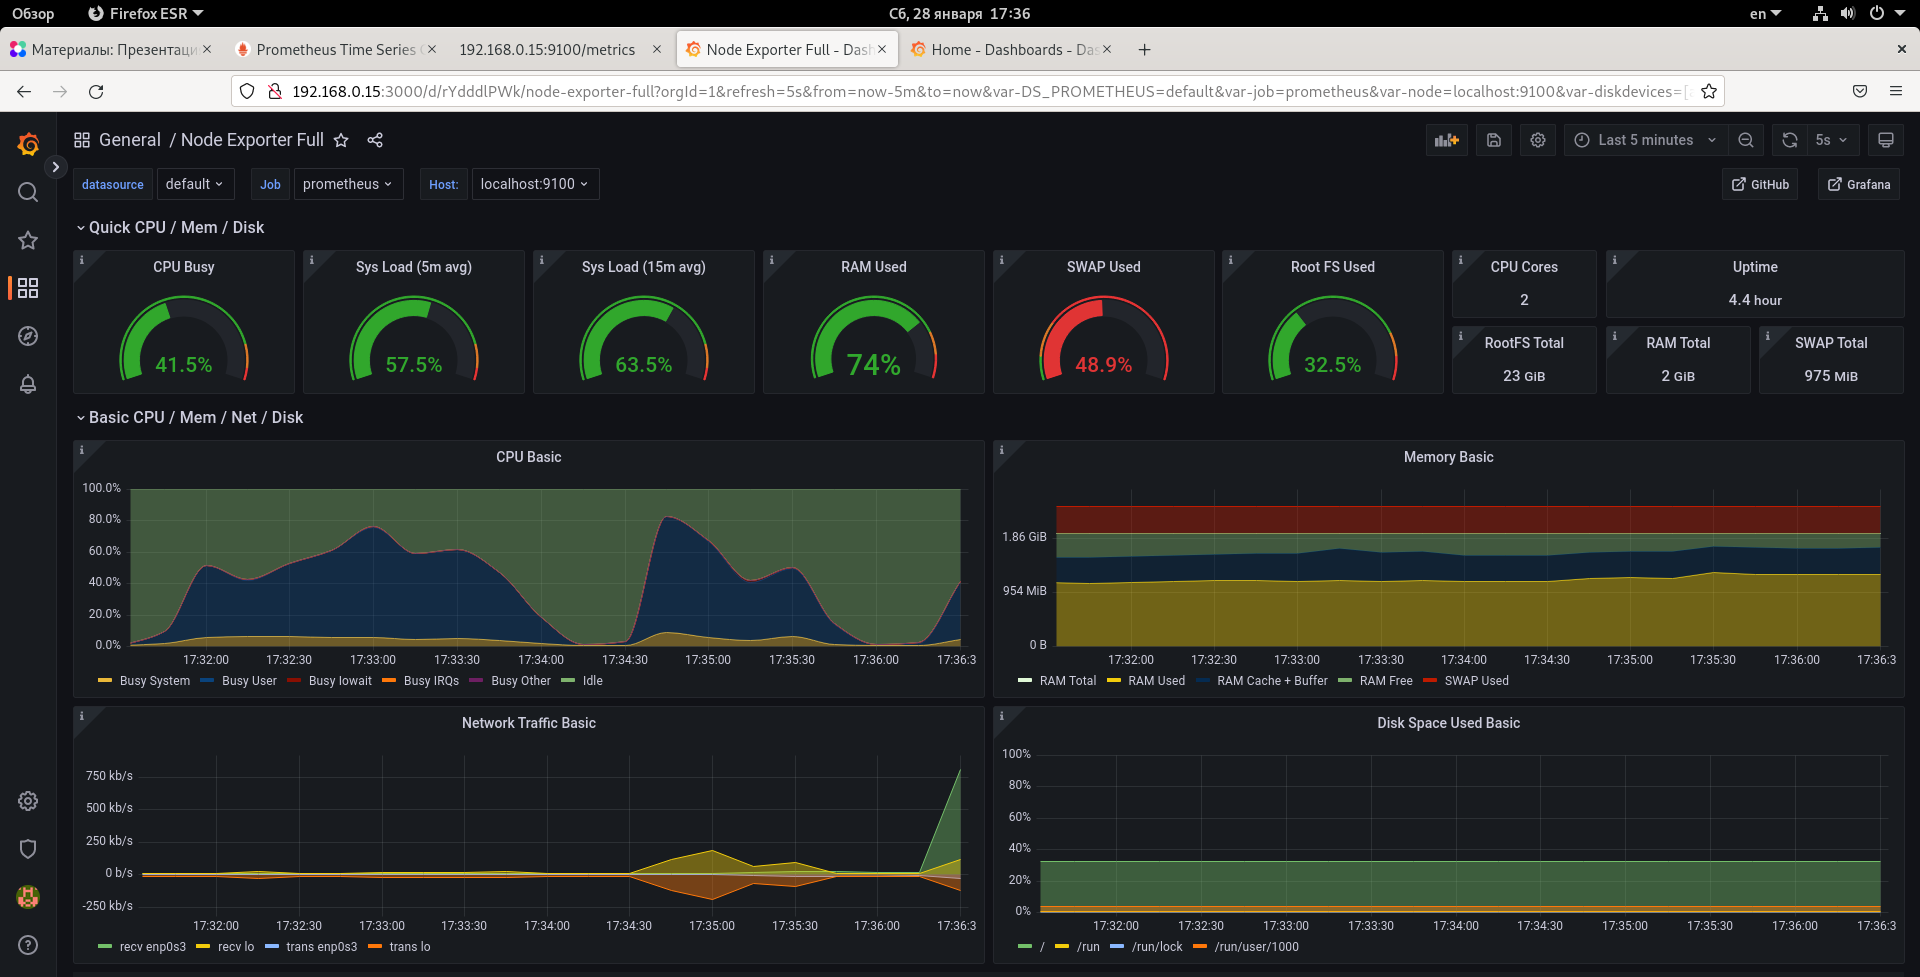 Обзор Firefox ESR Сб, 28 января 17:36 en
Материалы: Презентаци Prometheus Time Series 192.168.0.15:9100/metrics Node Exporter Full - Dash Home - Dashboards - Das
192.168.0.15:3000/d/rYdddlPWk/node-exporter-full?orgId=1&refresh=5s&from=now-5m&to=now&var-DS_PROMETHEUS=default&var-job=prometheus&var-node=localhost:9100&var-diskdevices=[
General / Node Exporter Full Last 5 minutes 5s
datasource default Job prometheus Host: localhost:9100 GitHub Grafana
Quick CPU / Mem / Disk
CPU Busy Sys Load (5m avg) Sys Load (15m avg) RAM Used SWAP Used Root FS Used CPU Cores Uptime
2 4.4 hour
RootFS Total RAM Total SWAP Total
41.5% 57.5% 63.5% 74% 48.9% 32.5% 23 GiB 2 GiB 975 MiB
Basic CPU / Mem / Net / Disk
CPU Basic
100.0%
80.0%
60.0%
40.0%
20.0%
0.0%
17:32:00 17:32:30 17:33:00 17:33:30 17:34:00 17:34:30 17:35:00 17:35:30 17:36:00 17:36:3
Busy System Busy User Busy Iowait Busy IRQs Busy Other Idle
Memory Basic
1.86 GiB
954 MiB
0 B
17:32:00 17:32:30 17:33:00 17:33:30 17:34:00 17:34:30 17:35:00 17:35:30 17:36:00 17:36:3
RAM Total RAM Used RAM Cache + Buffer RAM Free SWAP Used
Network Traffic Basic
750 kb/s
500 kb/s
250 kb/s
0 b/s
-250 kb/s
17:32:00 17:32:30 17:33:00 17:33:30 17:34:00 17:34:30 17:35:00 17:35:30 17:36:00 17:36:3
recv enp0s3 recv lo trans enp0s3 trans lo
Disk Space Used Basic
100%
80%
60%
40%
20%
0%
17:32:00 17:32:30 17:33:00 17:33:30 17:34:00 17:34:30 17:35:00 17:35:30 17:36:00 17:36:3
/ /run /run/lock /run/user/1000